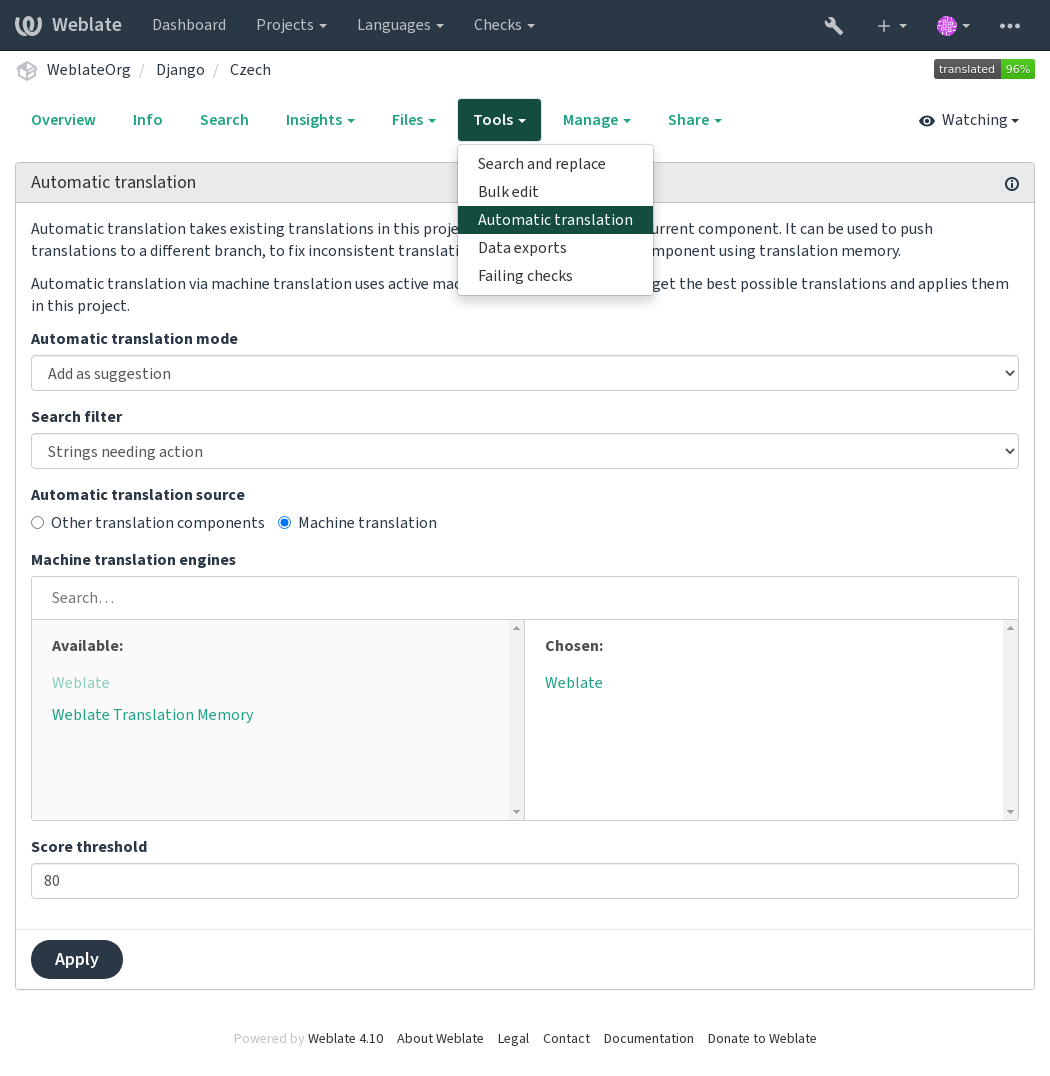 Weblate Dashboard Projects Languages Checks
WeblateOrg / Django / Czech translated 96%
Overview Info Search Insights Files Tools Manage Share Watching
Search and replace
Bulk edit
Automatic translation
Data exports
Failing checks
Automatic translation
Automatic translation takes existing translations in this proje urrent component. It can be used to push
translations to a different branch, to fix inconsistent translati mponent using translation memory.
Automatic translation via machine translation uses active mac get the best possible translations and applies them
in this project.
Automatic translation mode
Add as suggestion
Search filter
Strings needing action
Automatic translation source
Other translation components Machine translation
Machine translation engines
Search…
Available: Chosen:
Weblate Weblate
Weblate Translation Memory
Score threshold
80
Apply
Powered by Weblate 4.10 About Weblate Legal Contact Documentation Donate to Weblate